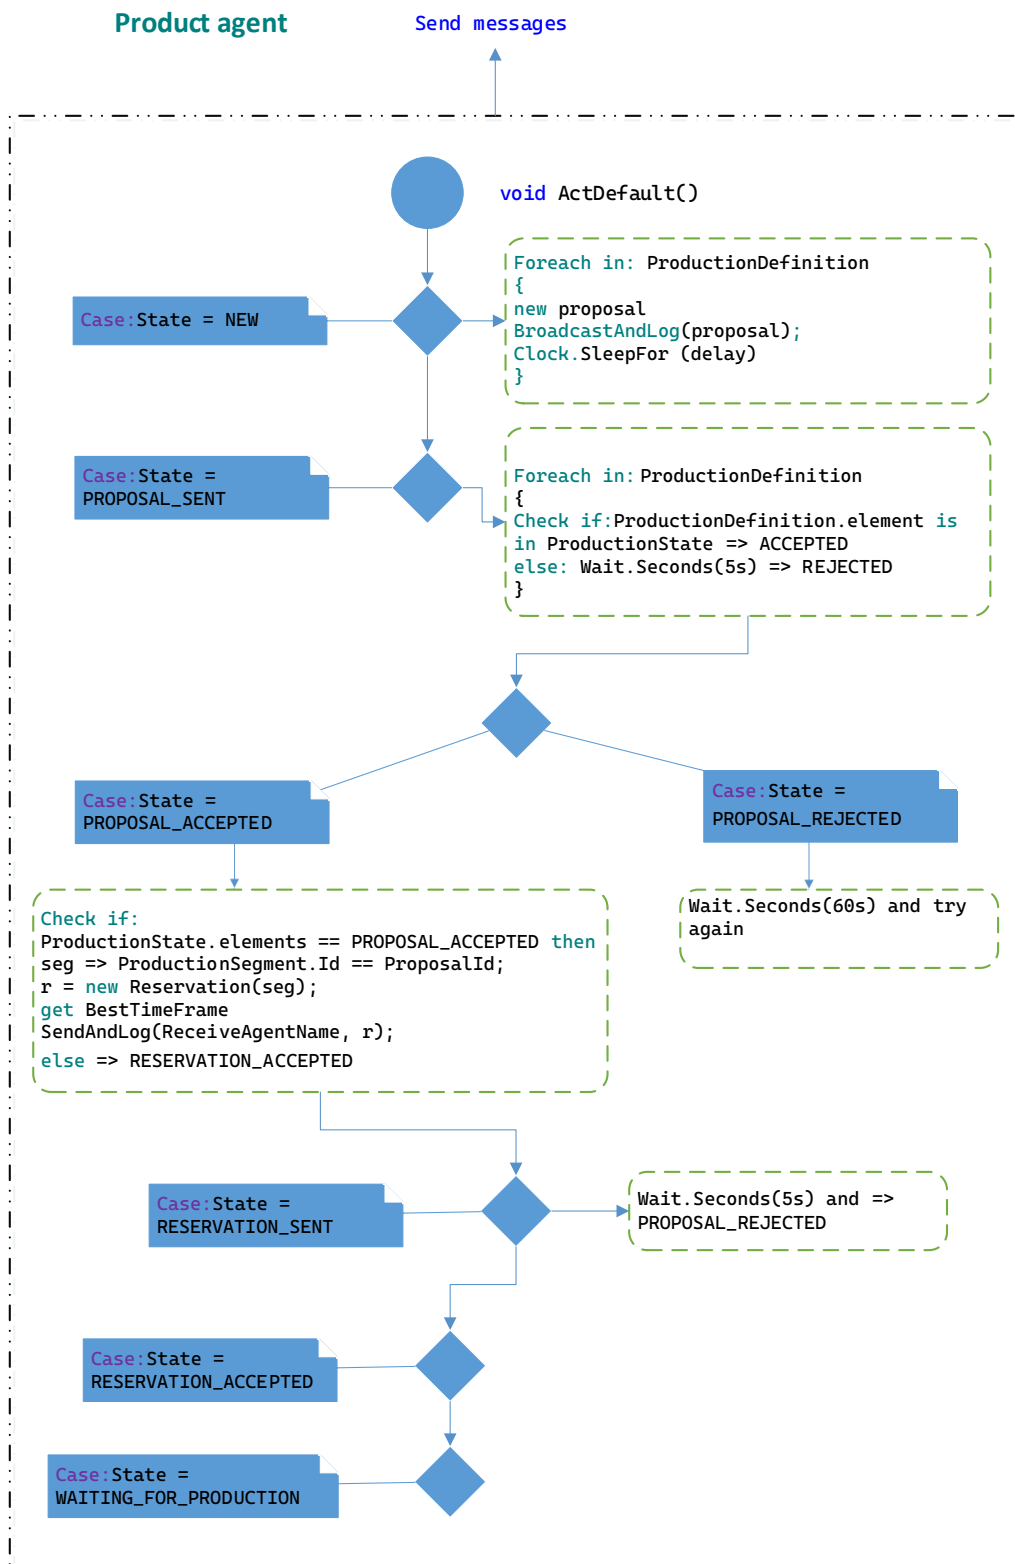 Product agent
Send messages
void ActDefault()
Case:State = NEW
Foreach in: ProductionDefinition
{
new proposal
BroadcastAndLog(proposal);
Clock.SleepFor (delay)
}
Case:State =
PROPOSAL_SENT
Foreach in: ProductionDefinition
{
Check if:ProductionDefinition.element is
in ProductionState => ACCEPTED
else: Wait.Seconds(5s) => REJECTED
}
Case:State =
PROPOSAL_ACCEPTED
Case:State =
PROPOSAL_REJECTED
Check if:
ProductionState.elements == PROPOSAL_ACCEPTED then
seg => ProductionSegment.Id == ProposalId;
r = new Reservation(seg);
get BestTimeFrame
SendAndLog(ReceiveAgentName, r);
else => RESERVATION_ACCEPTED
Wait.Seconds(60s) and try
again
Case:State =
RESERVATION_SENT
Wait.Seconds(5s) and =>
PROPOSAL_REJECTED
Case:State =
RESERVATION_ACCEPTED
Case:State =
WAITING_FOR_PRODUCTION